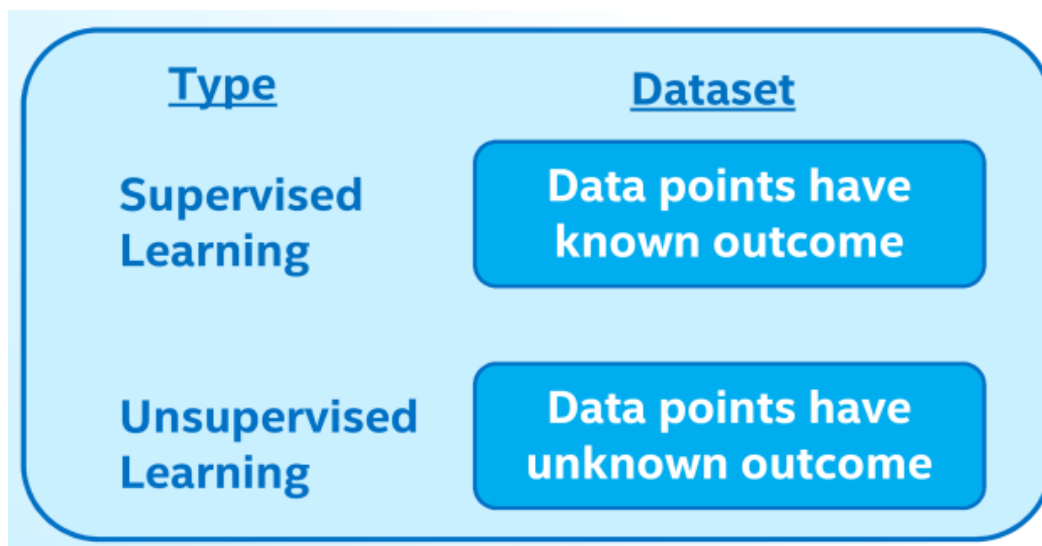 Type
Dataset
Supervised
Learning
Data points have
known outcome
Unsupervised
Learning
Data points have
unknown outcome